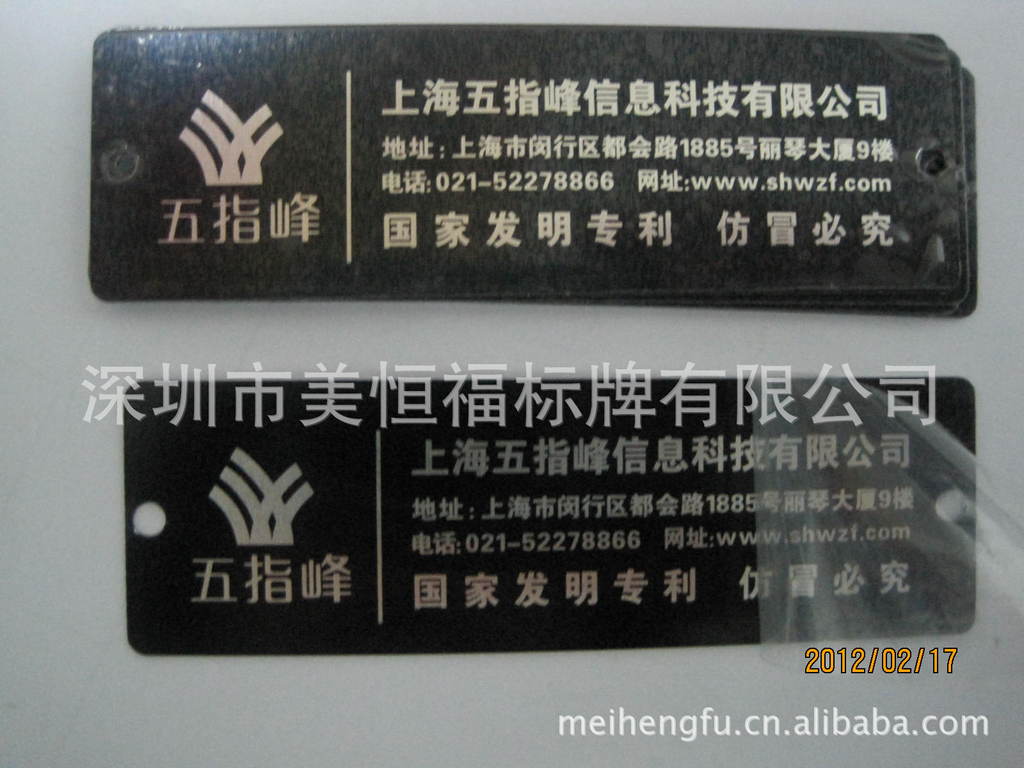 上海五指峰信息科技有限公司
地址：上海市闵行区都会路1885号丽琴大厦9楼
电话：021-52278866 网址：www.shwzf.com
五指峰
国家发明专利 仿冒必究
深圳市美恒福标牌有限公司
上海五指峰信息科技有限公司
地址：上海市闵行区都会路1885号丽琴大厦9楼
电话：021-52278866 网址：www.shwzf.com
五指峰
国家发明专利 仿冒必究
2012/02/17
meihengfu.cn.alibaba.com